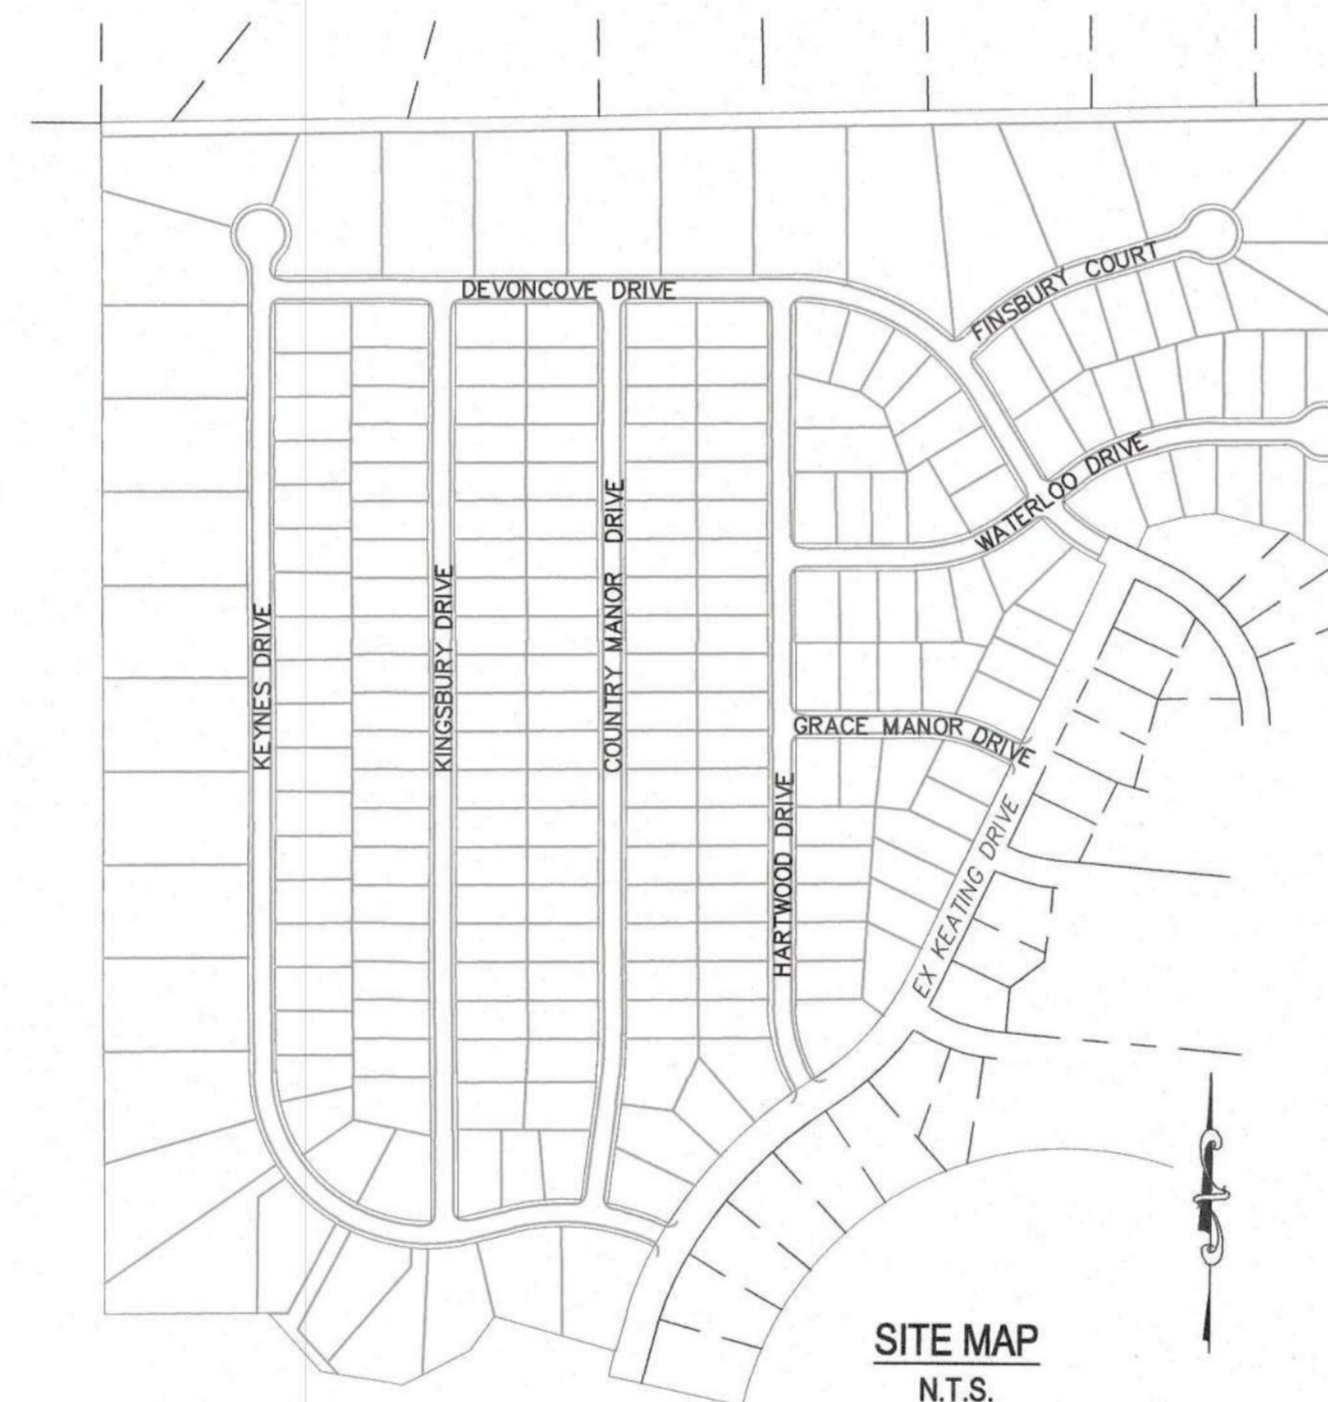 FINSBURY COURT
DEVONCOVE DRIVE
WATERLOO DRIVE
KEYNES DRIVE
KINGSBURY DRIVE
COUNTRY MANOR DRIVE
GRACE MANOR DRIVE
HARTWOOD DRIVE
EX KEATING DRIVE
SITE MAP
N.T.S.